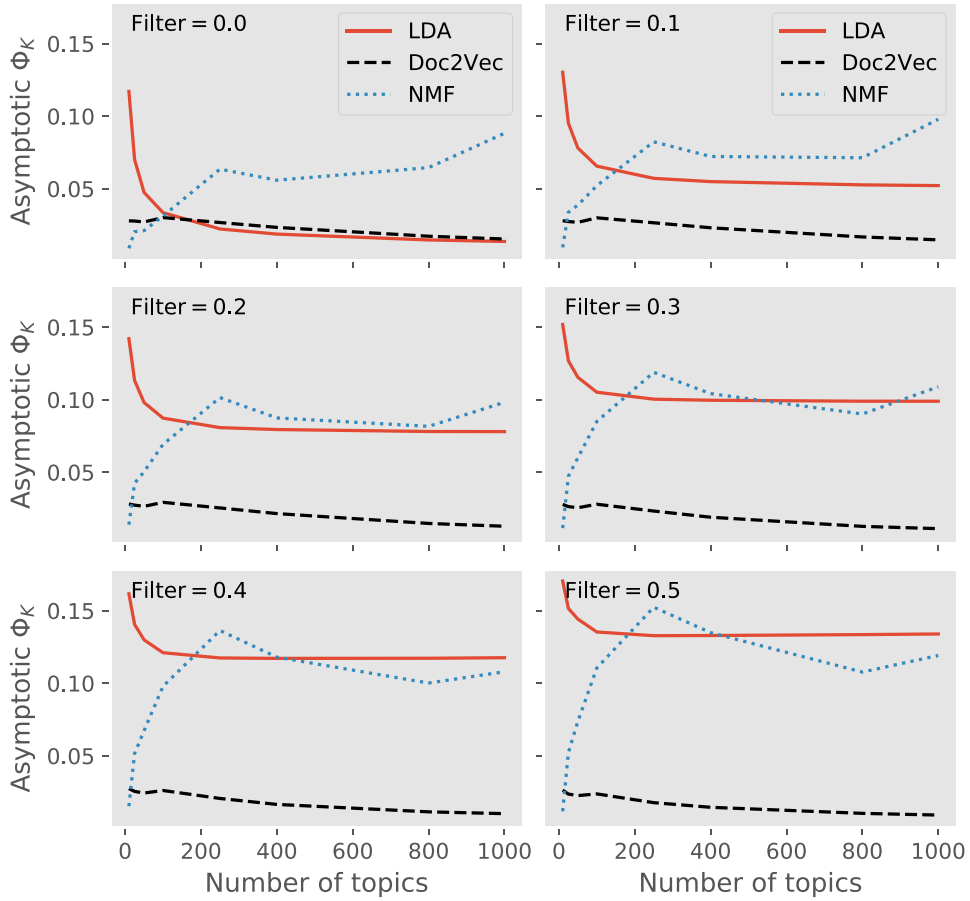 Filter = 0.0
LDA
Doc2Vec
NMF
0.15
0.10
0.05
Asymptotic Φ_K
Filter = 0.1
LDA
Doc2Vec
NMF
Filter = 0.2
0.15
0.10
0.05
Asymptotic Φ_K
Filter = 0.3
Filter = 0.4
0.15
0.10
0.05
Asymptotic Φ_K
Filter = 0.5
0 200 400 600 800 1000
Number of topics
0 200 400 600 800 1000
Number of topics